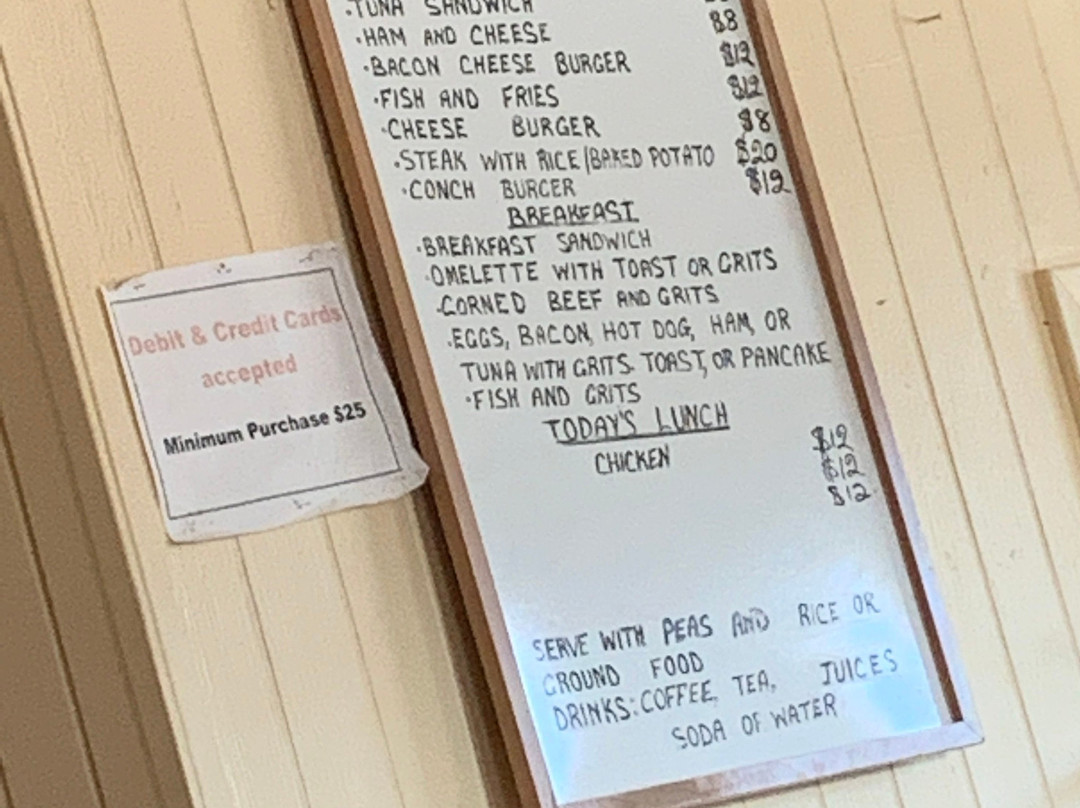 Debit & Credit Cards
accepted
Minimum Purchase $25
·TUNA SANDWICH
·HAM AND CHEESE $8
·BACON CHEESE BURGER $12
·FISH AND FRIES $12
·CHEESE BURGER $8
·STEAK WITH RICE/BAKED POTATO $20
·CONCH BURGER $12
BREAKFAST
·BREAKFAST SANDWICH
·OMELETTE WITH TOAST OR GRITS
·CORNED BEEF AND GRITS
·EGGS, BACON, HOT DOG, HAM, OR
TUNA WITH GRITS. TOAST, OR PANCAKE
·FISH AND GRITS
TODAY'S LUNCH
CHICKEN $12
$12
$12
SERVE WITH PEAS AND RICE OR
GROUND FOOD
DRINKS: COFFEE, TEA, JUICES
SODA OF WATER